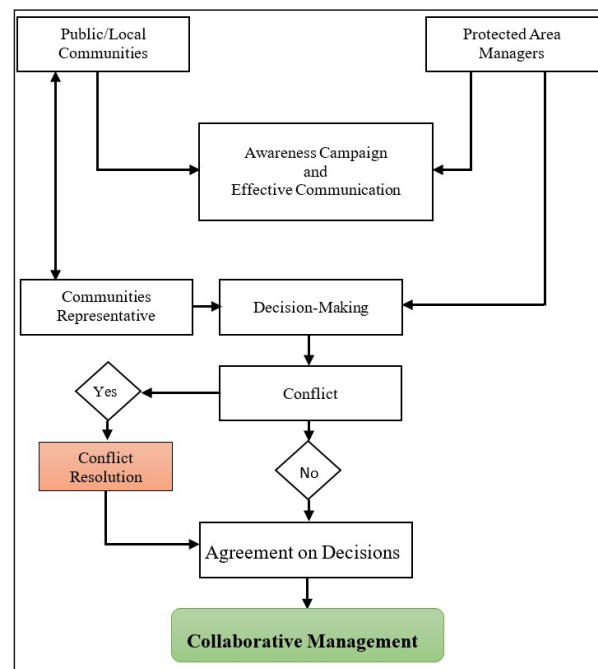 Public/Local
Communities
Protected Area
Managers
Awareness Campaign
and
Effective Communication
Communities
Representative
Decision-Making
Yes
Conflict
Conflict
Resolution
No
Agreement on Decisions
Collaborative Management